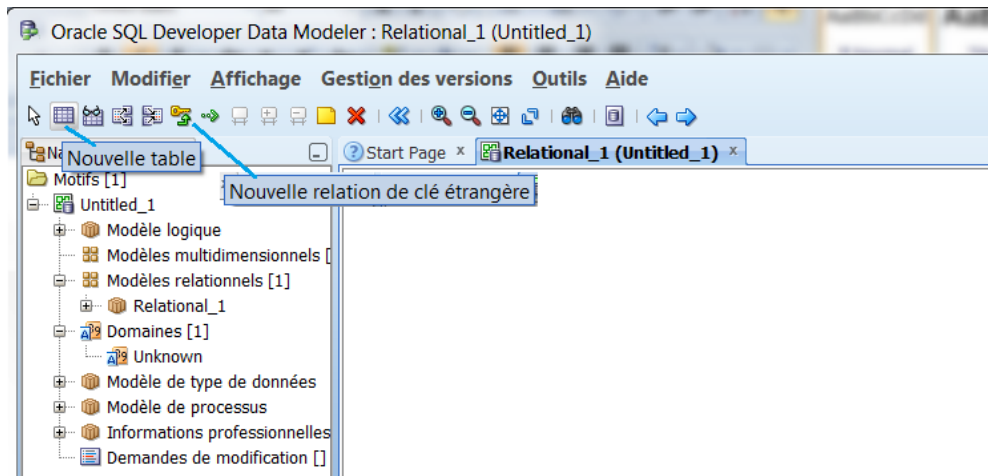 Oracle SQL Developer Data Modeler : Relational_1 (Untitled_1)
Fichier Modifier Affichage Gestion des versions Outils Aide
Start Page x Relational_1 (Untitled_1) x
Nouvelle table
Motifs [1]
Nouvelle relation de clé étrangère
Untitled_1
Modèle logique
Modèles multidimensionnels [
Modèles relationnels [1]
Relational_1
Domaines [1]
Unknown
Modèle de type de données
Modèle de processus
Informations professionnelles
Demandes de modification []